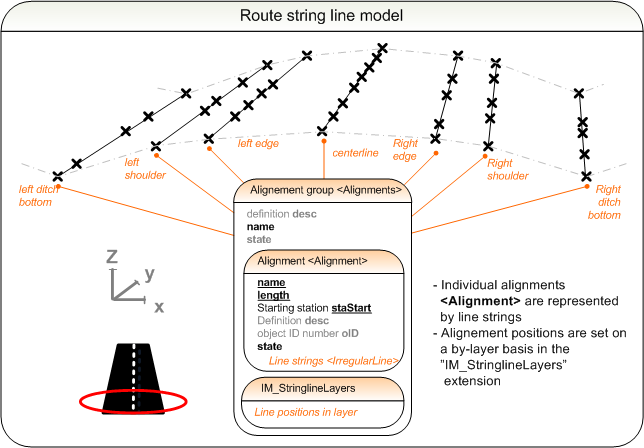 Route string line model
left edge
centerline
Right
edge
left
shoulder
Right
shoulder
left ditch
bottom
Right
ditch
bottom
Alignement group <Alignments>
definition desc
name
state
Alignment <Alignment>
name
length
Starting station staStart
Definition desc
object ID number oID
state
Line strings <IrregularLine>
IM_StringlineLayers
Line positions in layer
Z
y
x
- Individual alignments
<Alignment> are represented
by line strings
- Alignement positions are set on
a by-layer basis in the
"IM_StringlineLayers"
extension